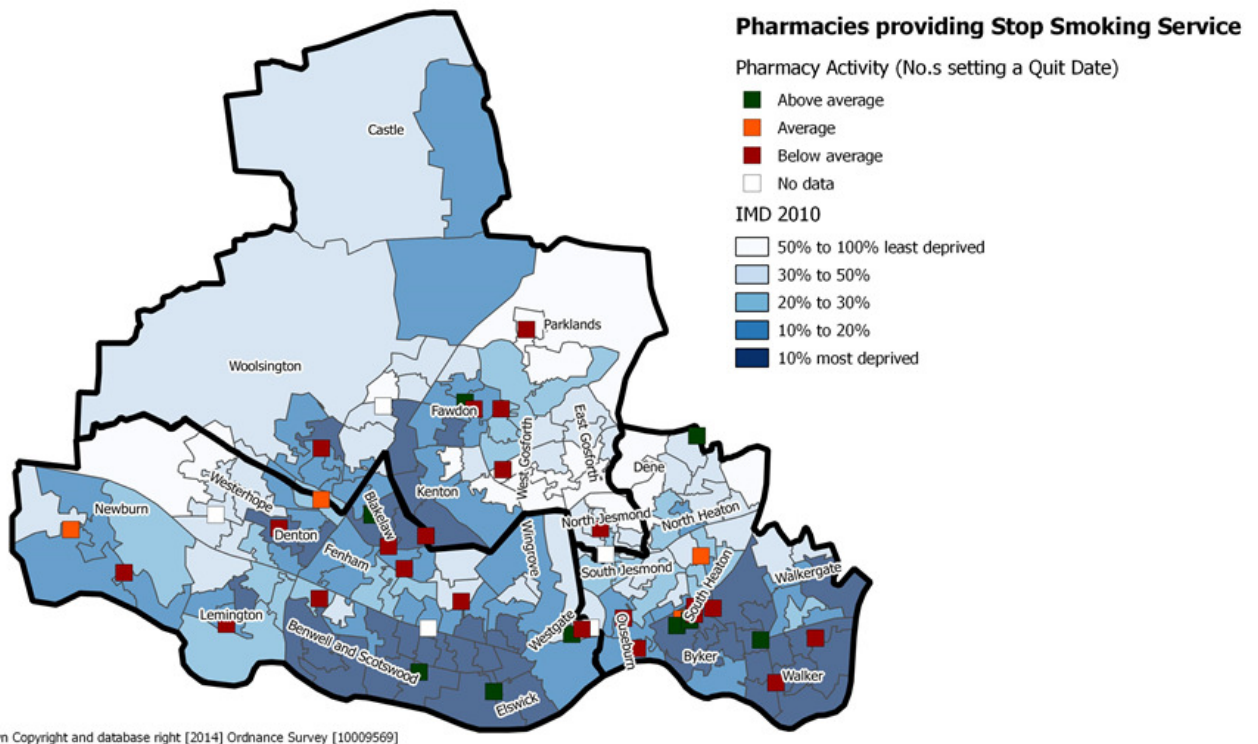 Pharmacies providing Stop Smoking Service
Pharmacy Activity (No.s setting a Quit Date)
Above average
Average
Below average
No data
IMD 2010
50% to 100% least deprived
30% to 50%
20% to 30%
10% to 20%
10% most deprived
Castle
Parklands
Woolsington
Fawdon
West Gosforth
East Gosforth
Dene
Kenton
Westerhope
Newburn
Blakelaw
Denton
North Jesmond
North Heaton
Fenham
Wingrove
South Jesmond
South Heaton
Walkergate
Lemington
Benwell and Scotswood
Westgate
Ouseburn
Byker
Walker
Elswick
n Copyright and database right [2014] Ordnance Survey [10009569]